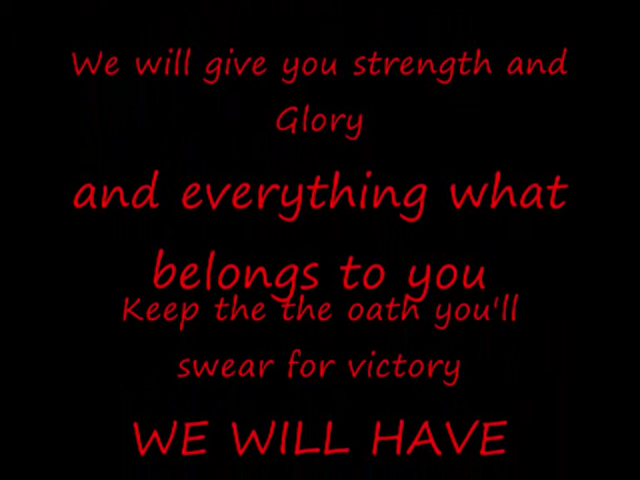 We will give you strength and
Glory
and everything what
belongs to you
Keep the the oath you'll
swear for victory
WE WILL HAVE